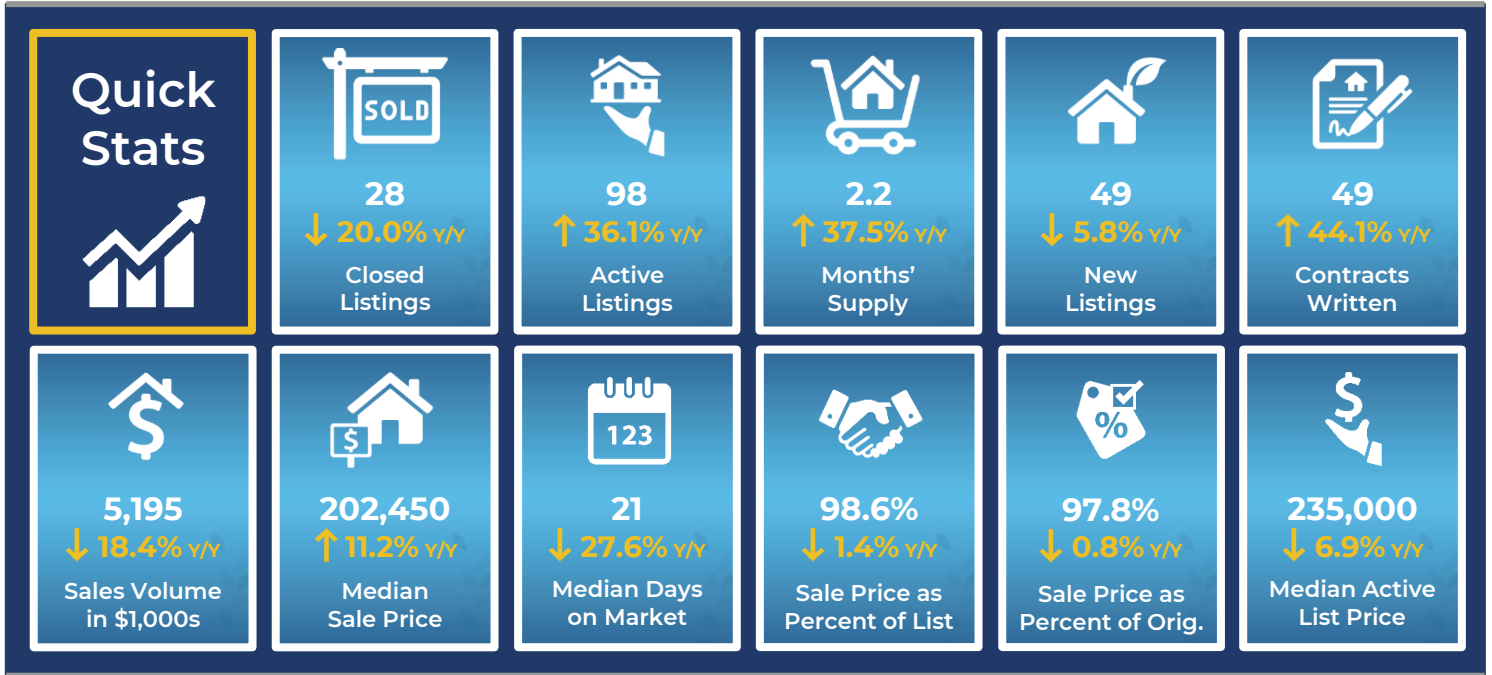 Quick
Stats
SOLD
28
↓ 20.0% Y/Y
Closed
Listings
98
↑ 36.1% Y/Y
Active
Listings
2.2
↑ 37.5% Y/Y
Months’
Supply
49
↓ 5.8% Y/Y
New
Listings
49
↑ 44.1% Y/Y
Contracts
Written
$
5,195
↓ 18.4% Y/Y
Sales Volume
in $1,000s
$
202,450
↑ 11.2% Y/Y
Median
Sale Price
123
21
↓ 27.6% Y/Y
Median Days
on Market
98.6%
↓ 1.4% Y/Y
Sale Price as
Percent of List
%
97.8%
↓ 0.8% Y/Y
Sale Price as
Percent of Orig.
$
235,000
↓ 6.9% Y/Y
Median Active
List Price